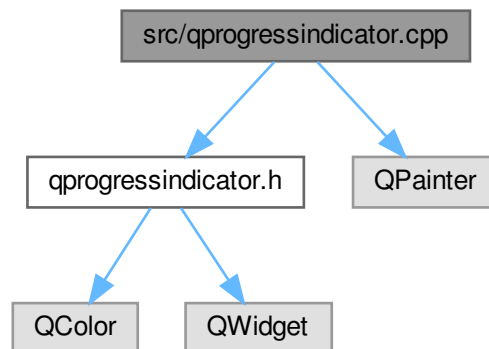 src/qprogressindicator.cpp
qprogressindicator.h
QPainter
QColor
QWidget